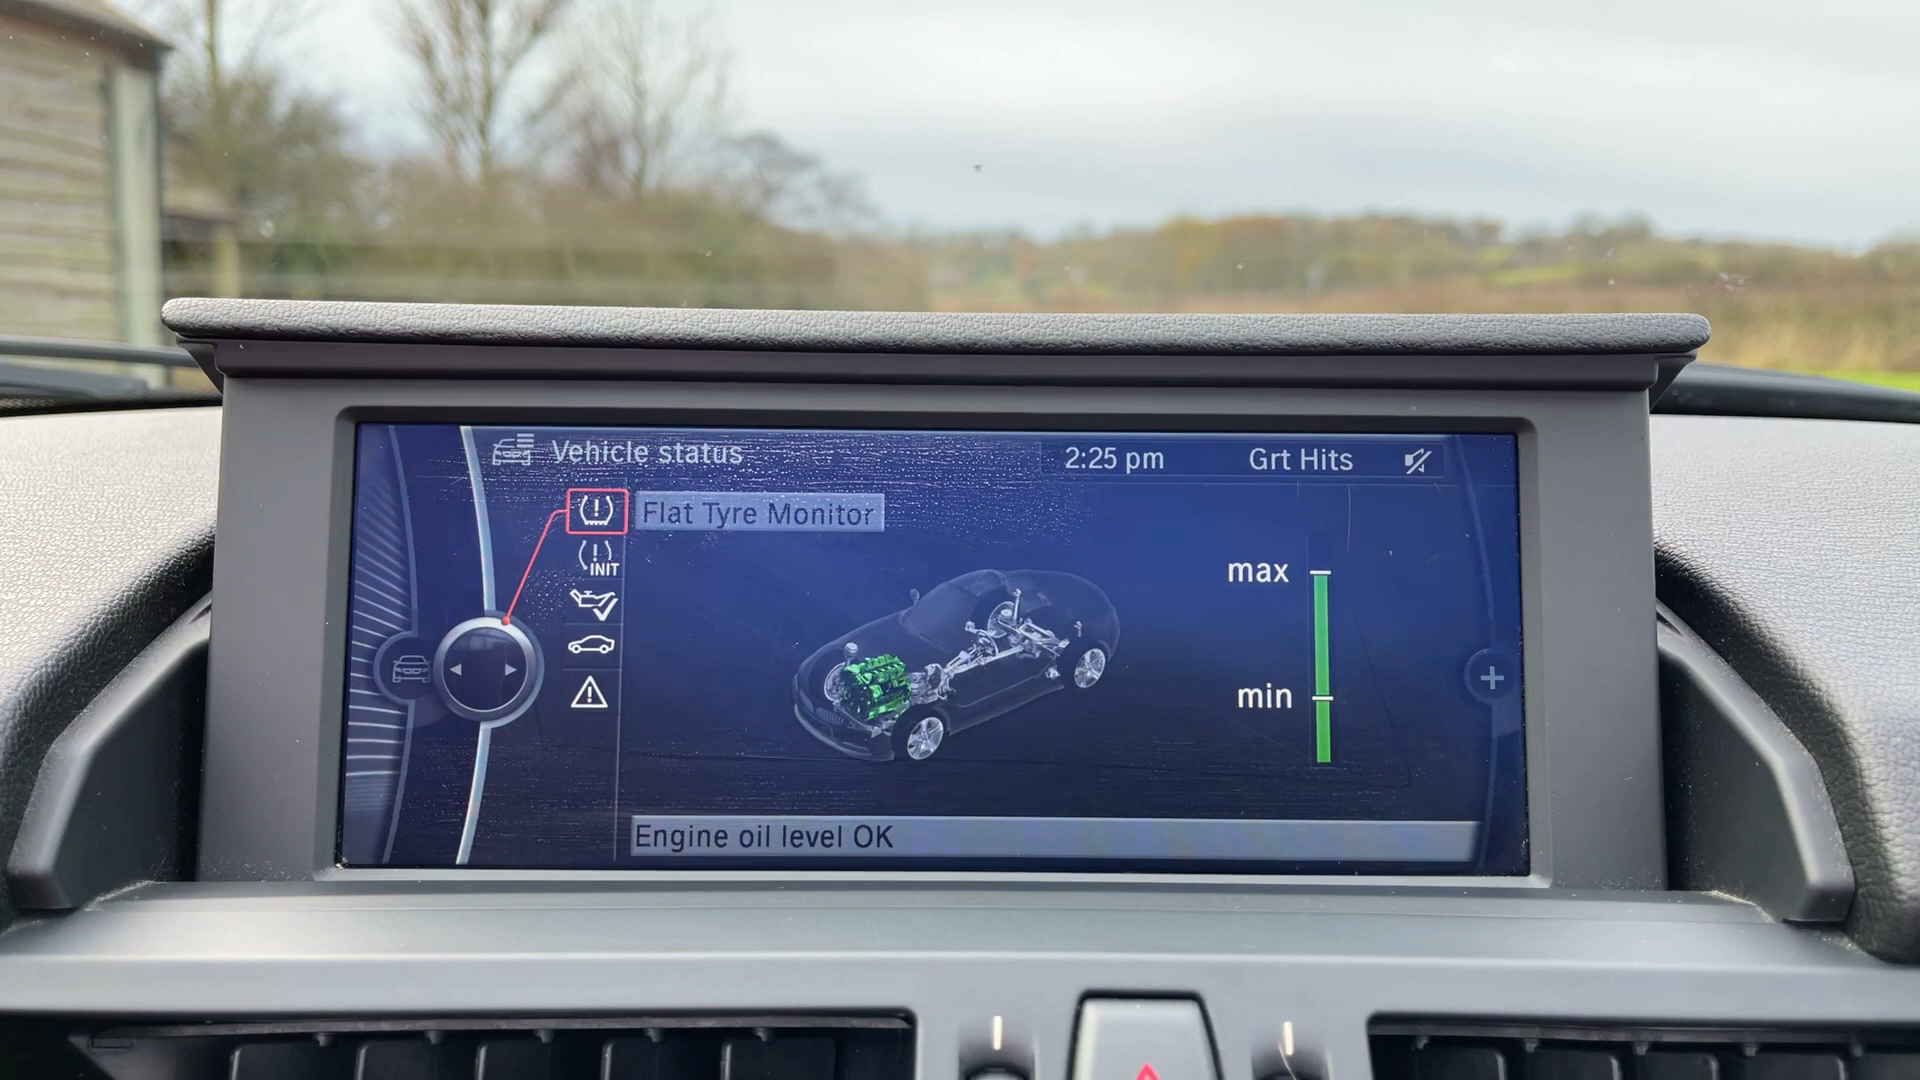 Vehicle status
2:25 pm
Grt Hits
Flat Tyre Monitor
INIT
max
min
Engine oil level OK